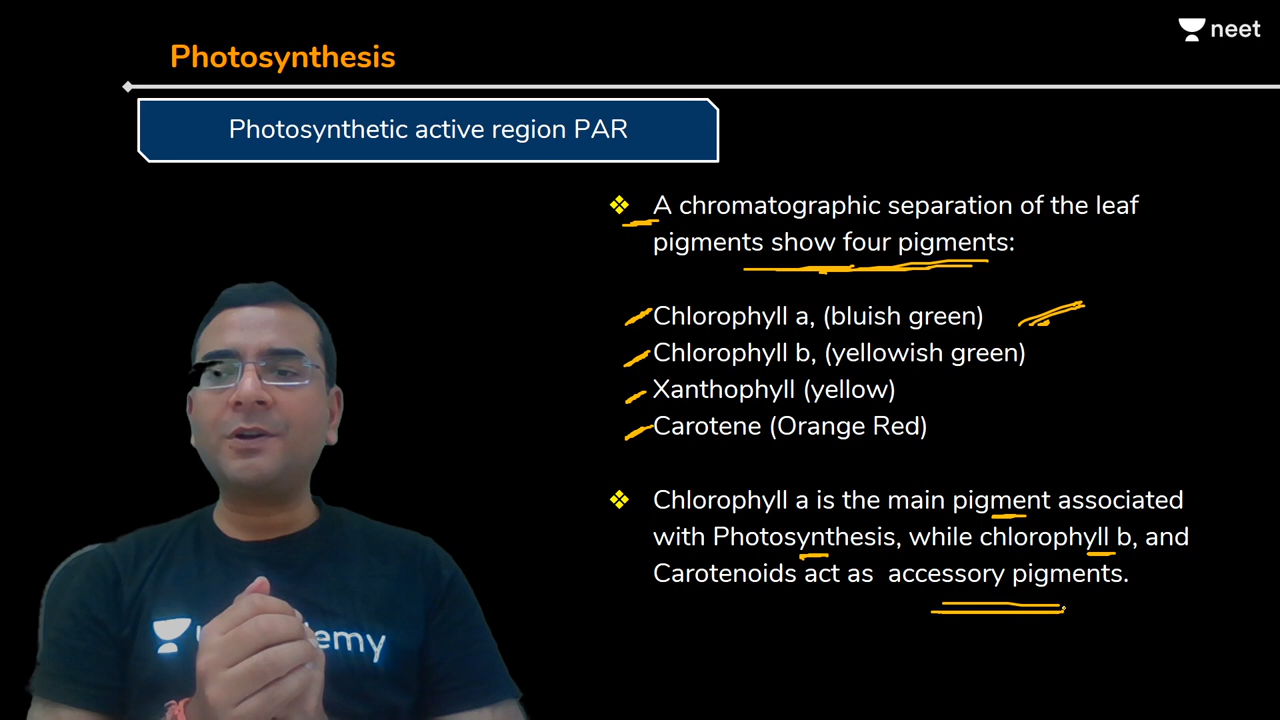 neet
Photosynthesis
Photosynthetic active region PAR
A chromatographic separation of the leaf
pigments show four pigments:
Chlorophyll a, (bluish green)
Chlorophyll b, (yellowish green)
Xanthophyll (yellow)
Carotene (Orange Red)
Chlorophyll a is the main pigment associated
with Photosynthesis, while chlorophyll b, and
Carotenoids act as accessory pigments.